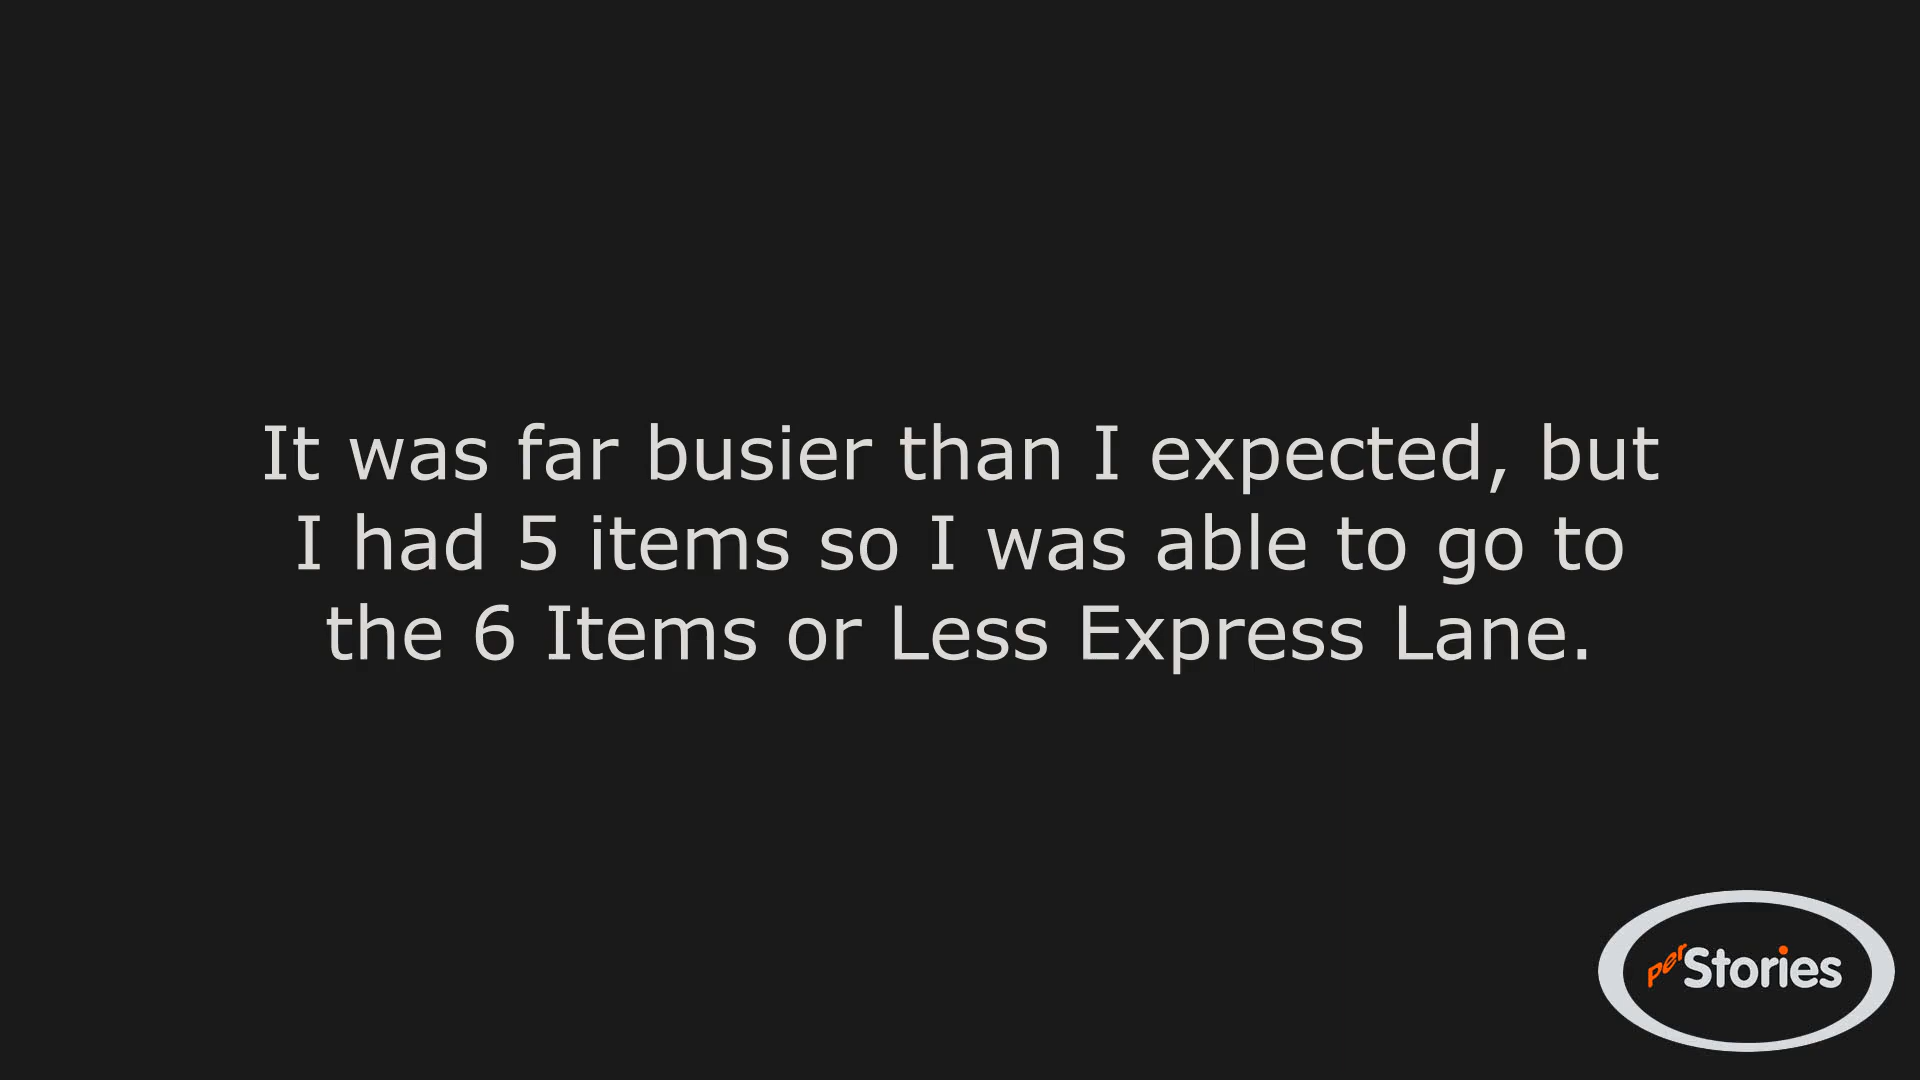 It was far busier than I expected, but
I had 5 items so I was able to go to
the 6 Items or Less Express Lane.
perStories